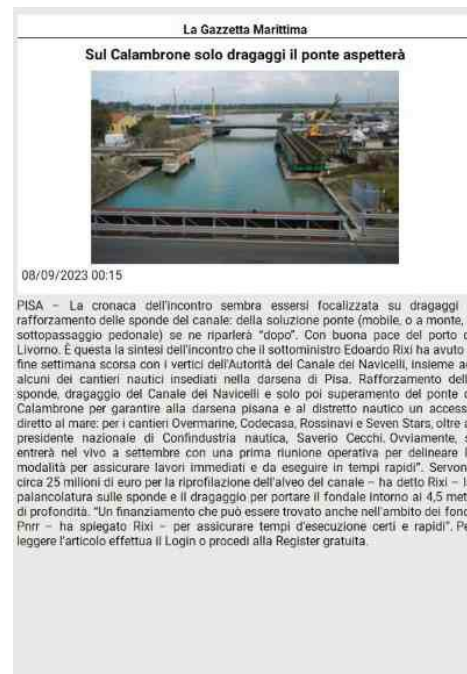 La Gazzetta Marittima
Sul Calambrone solo dragaggi il ponte aspetterà
08/09/2023 00:15
PISA – La cronaca dell'incontro sembra essersi focalizzata su dragaggi
rafforzamento delle sponde del canale: della soluzione ponte (mobile, o a monte,
sottopassaggio pedonale) se ne riparlerà "dopo". Con buona pace del porto
Livorno. È questa la sintesi dell'incontro che il sottoministro Edoardo Rixi ha avuto
fine settimana scorsa con i vertici dell'Autorità del Canale dei Navicelli, insieme
alcuni dei cantieri nautici insediati nella darsena di Pisa. Rafforzamento
sponde, dragaggio del Canale dei Navicelli e solo poi superamento del ponte
Calambrone per garantire alla darsena pisana e al distretto nautico un
diretto al mare: per i cantieri Overmarine, Codecasa, Rossinavi e Seven Stars, oltre
presidente nazionale di Confindustria nautica, Saverio Cecchi. Ovviamente,
entrerà nel vivo a settembre con una prima riunione operativa per delineare
modalità per assicurare lavori immediati e da eseguire in tempi rapidi". 
circa 25 milioni di euro per la riprofilazione dell'alveo del canale – ha detto Rixi –
palancolatura sulle sponde e il dragaggio per portare il fondale intorno ai 4,5
di profondità. "Un finanziamento che può essere trovato anche nell'ambito dei
Pnrr – ha spiegato Rixi – per assicurare tempi d'esecuzione certi e rapidi".
leggere l'articolo effettua il Login o procedi alla Register gratuita.